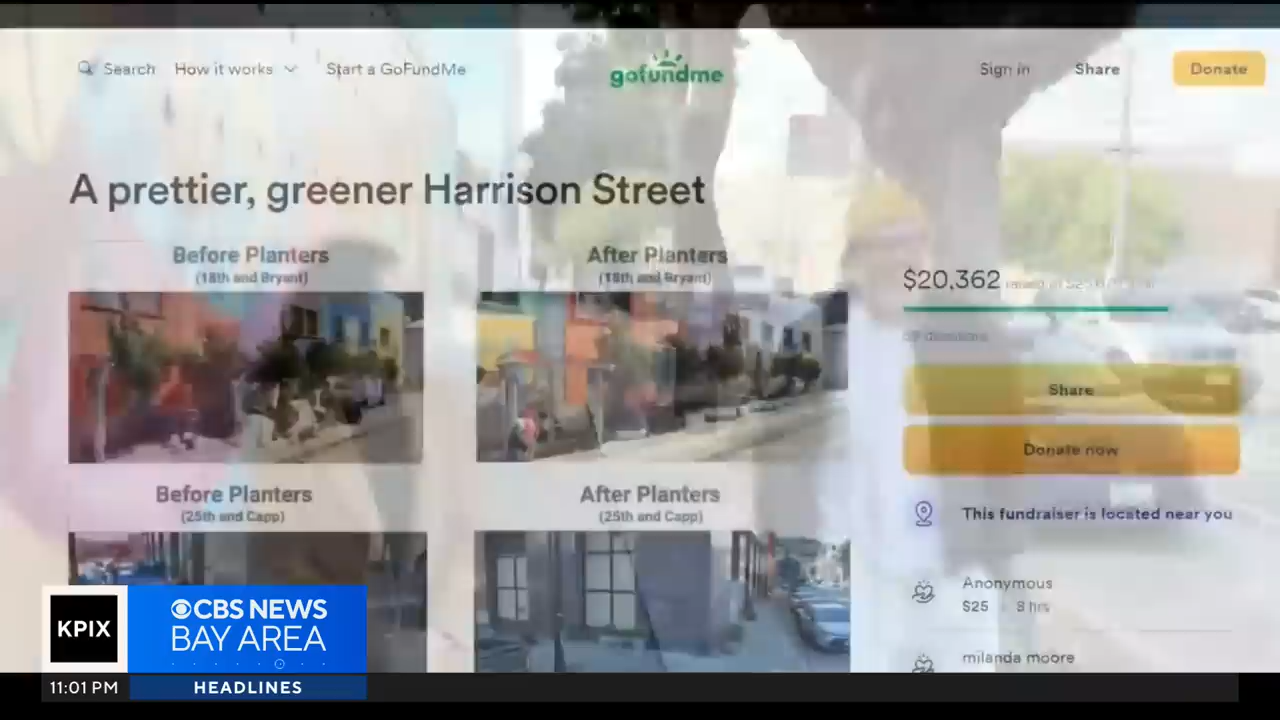 Search How it works Start a GoFundMe gofundme Sign in Share Donate
A prettier, greener Harrison Street
Before Planters
(18th and Bryant)
After Planters
(18th and Bryant)
$20,362
Share
Donate now
Before Planters
(25th and Capp)
After Planters
(25th and Capp)
This fundraiser is located near you
Anonymous
$25 8 hrs
milanda moore
KPIX
CBS NEWS
BAY AREA
11:01 PM HEADLINES